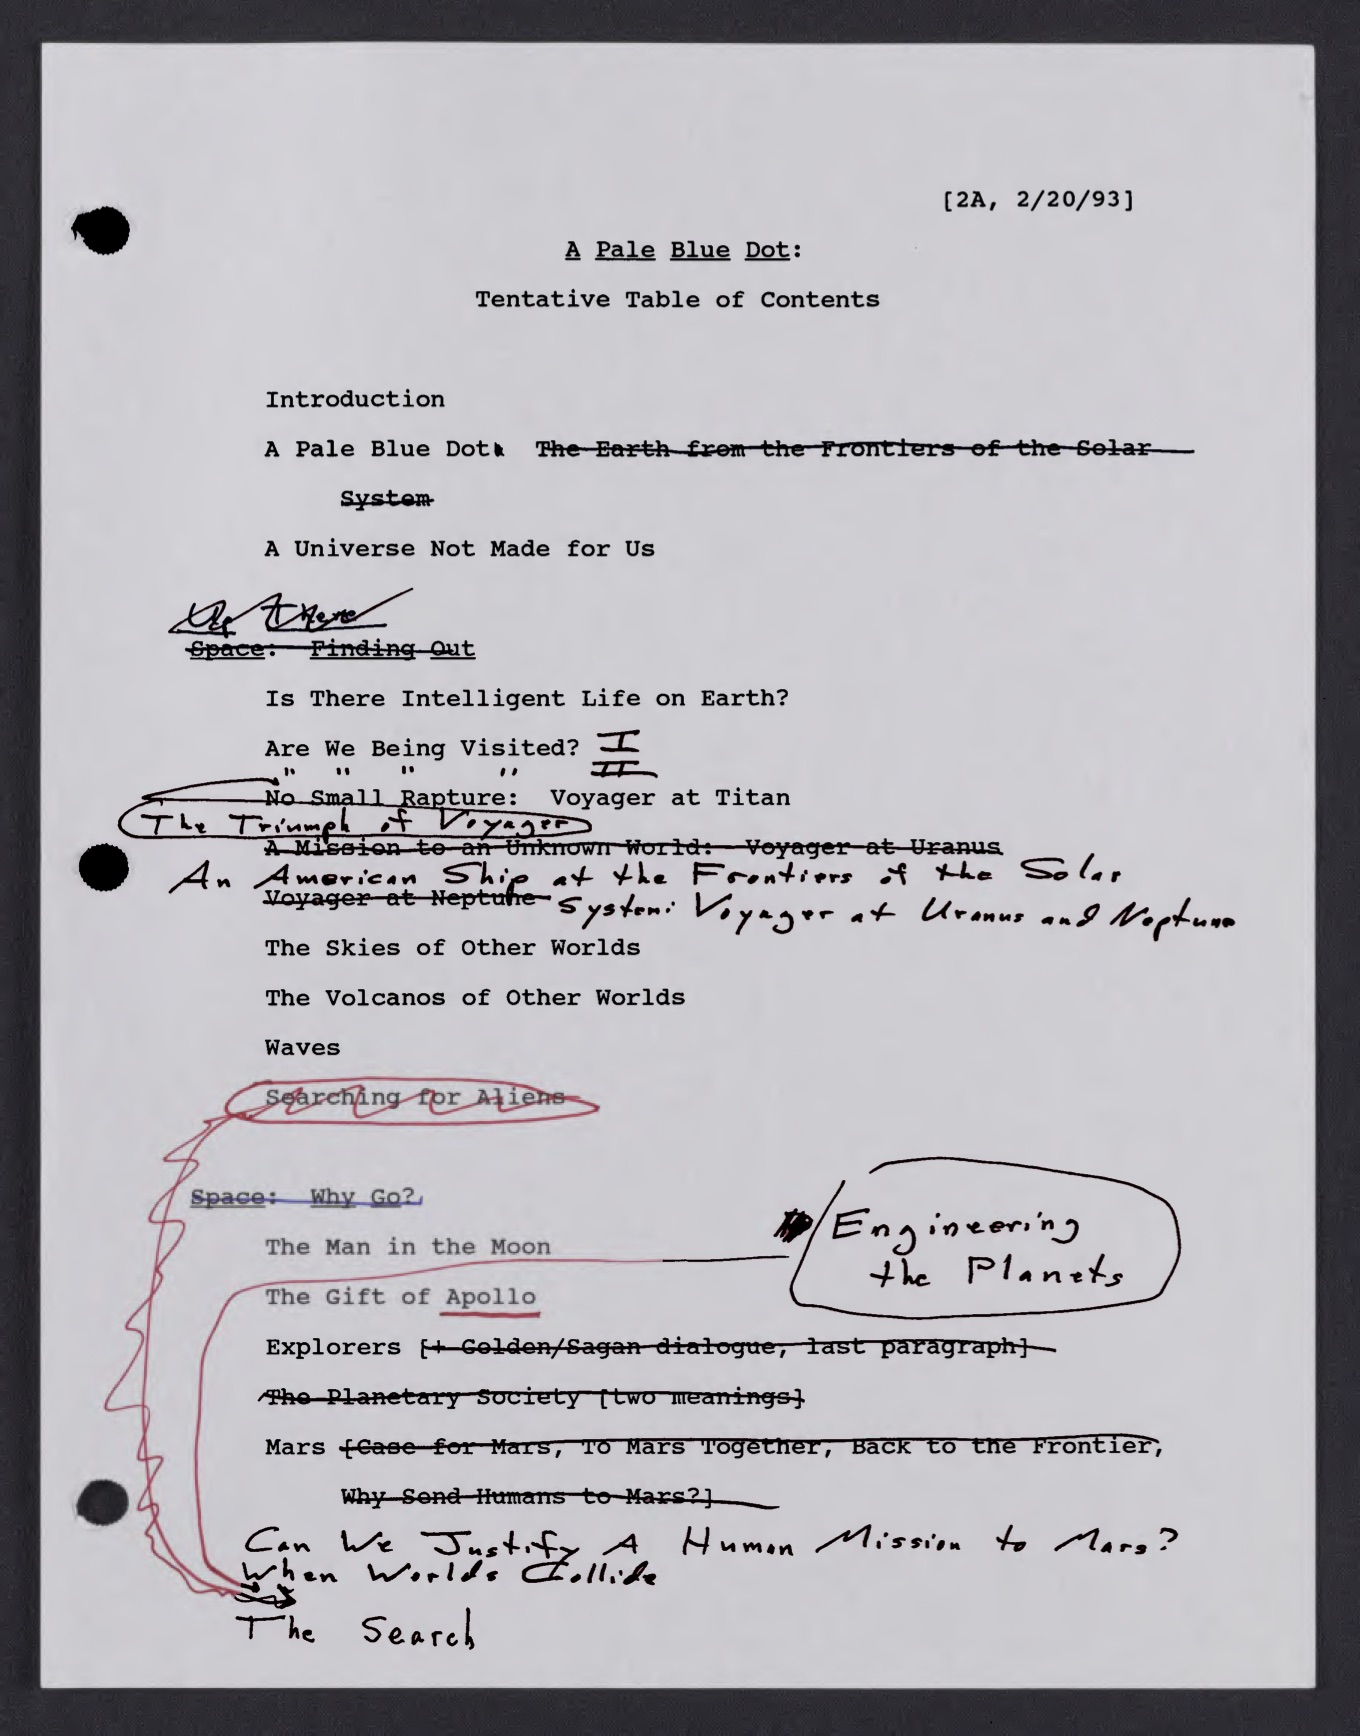 [2A, 2/20/93]
A Pale Blue Dot:
Tentative Table of Contents
Introduction
A Pale Blue Dot: The Earth from the Frontiers of the Solar
System
A Universe Not Made for Us
Up There
Space: Finding Out
Is There Intelligent Life on Earth?
Are We Being Visited? I
" " " " II
No Small Rapture: Voyager at Titan
The Triumph of Voyager
A Mission to an Unknown World: Voyager at Uranus
An American Ship at the Frontiers of the Solar
Voyager at Neptune System: Voyager at Uranus and Neptune
The Skies of Other Worlds
The Volcanos of Other Worlds
Waves
Searching for Aliens
Space: Why Go?
Engineering
The Man in the Moon
the Planets
The Gift of Apollo
Explorers [+ Golden/Sagan dialogue, last paragraph]
The Planetary Society [two meanings]
Mars [Case for Mars, To Mars Together, Back to the Frontier,
Why Send Humans to Mars?]
Can We Justify A Human Mission to Mars?
When Worlds Collide
The Search